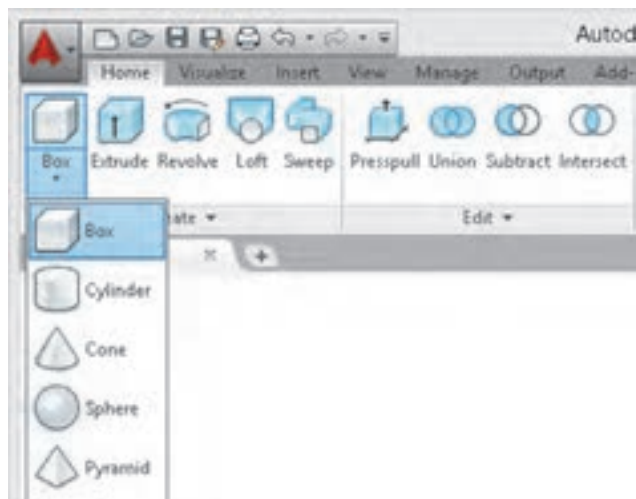 Autod
Home Visualize Insert View Manage Output Add-
Box Extrude Revolve Loft Sweep Presspull Union Subtract Intersect
ate Edit
Box
Cylinder
Cone
Sphere
Pyramid